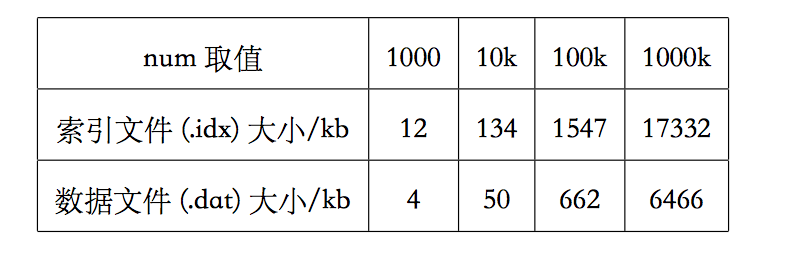 num 取值 1000 10k 100k 1000k
索引文件 (.idx) 大小/kb 12 134 1547 17332
数据文件 (.dat) 大小/kb 4 50 662 6466